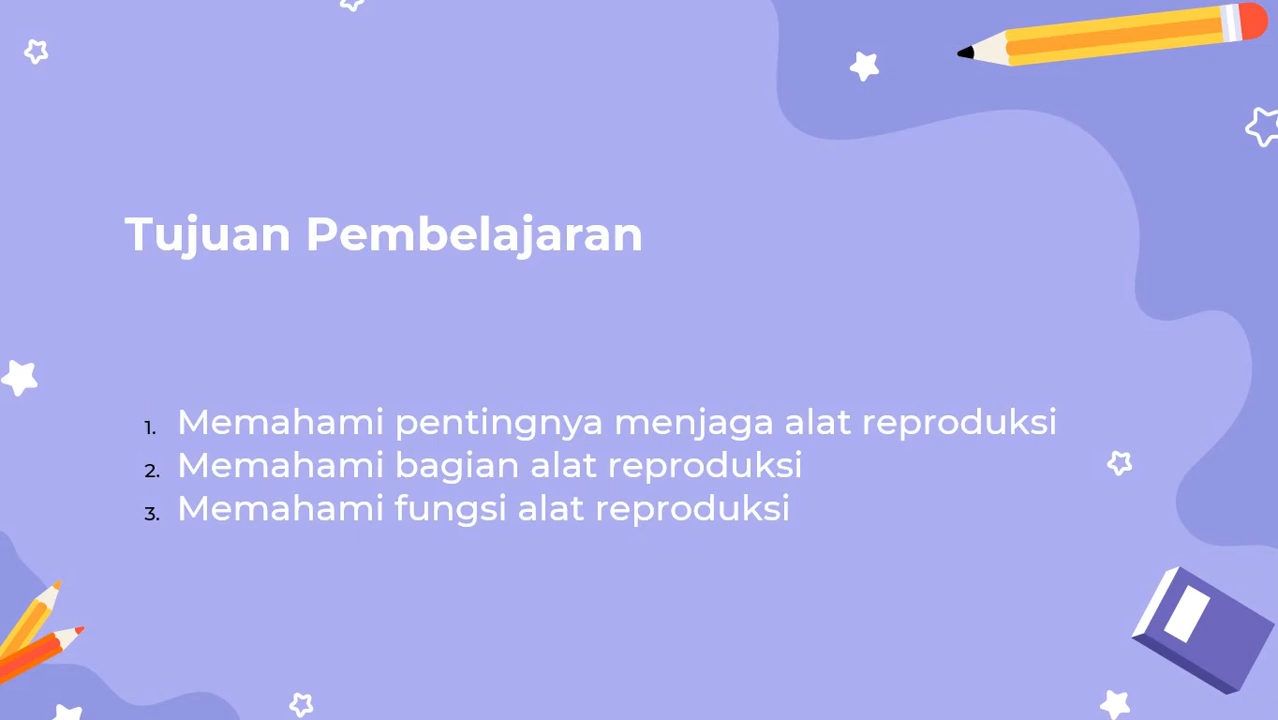 Tujuan Pembelajaran
1. Memahami pentingnya menjaga alat reproduksi
2. Memahami bagian alat reproduksi
3. Memahami fungsi alat reproduksi